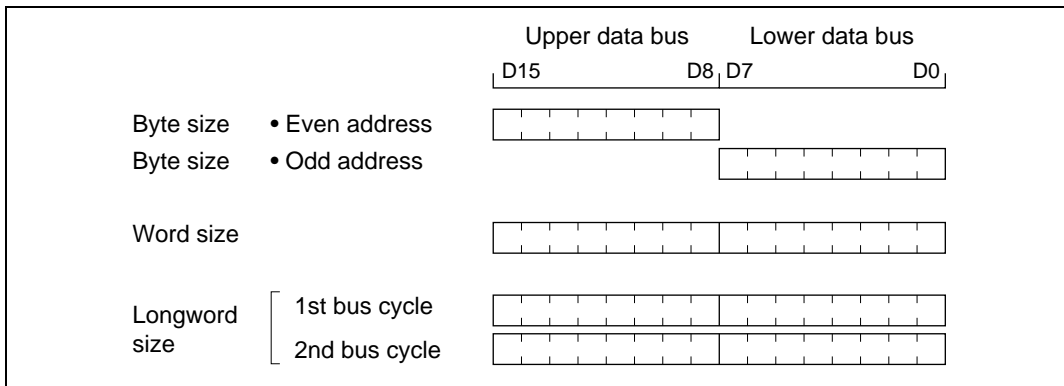 Upper data bus Lower data bus
D15 D8 D7 D0
Byte size • Even address
Byte size • Odd address
Word size
Longword size 1st bus cycle
2nd bus cycle